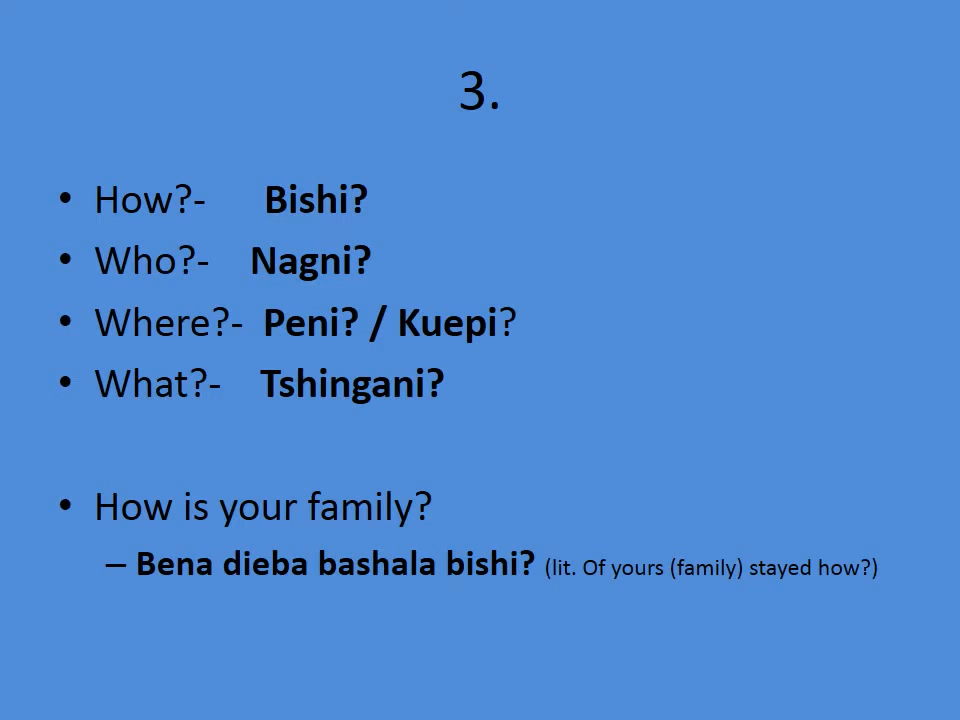 3.
• How?- Bishi?
• Who?- Nagni?
• Where?- Peni? / Kuepi?
• What?- Tshingani?
• How is your family?
– Bena dieba bashala bishi? (lit. Of yours (family) stayed how?)